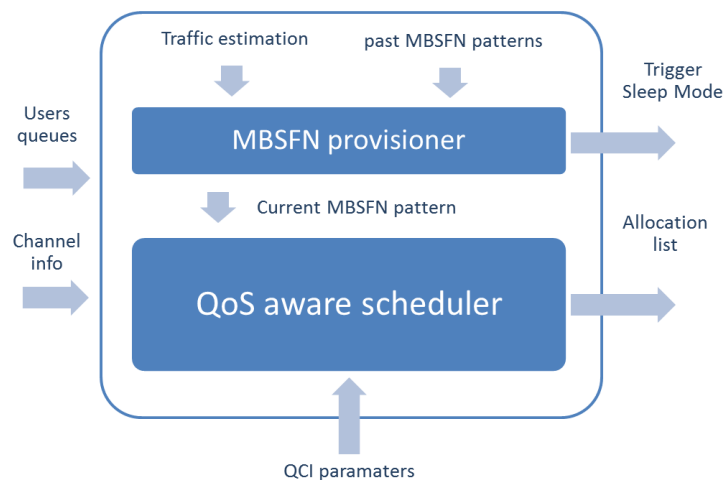 Traffic estimation
past MBSFN patterns
Trigger
Sleep Mode
Users
queues
MBSFN provisioner
Current MBSFN pattern
Channel
info
Allocation
list
QoS aware scheduler
QCI paramaters